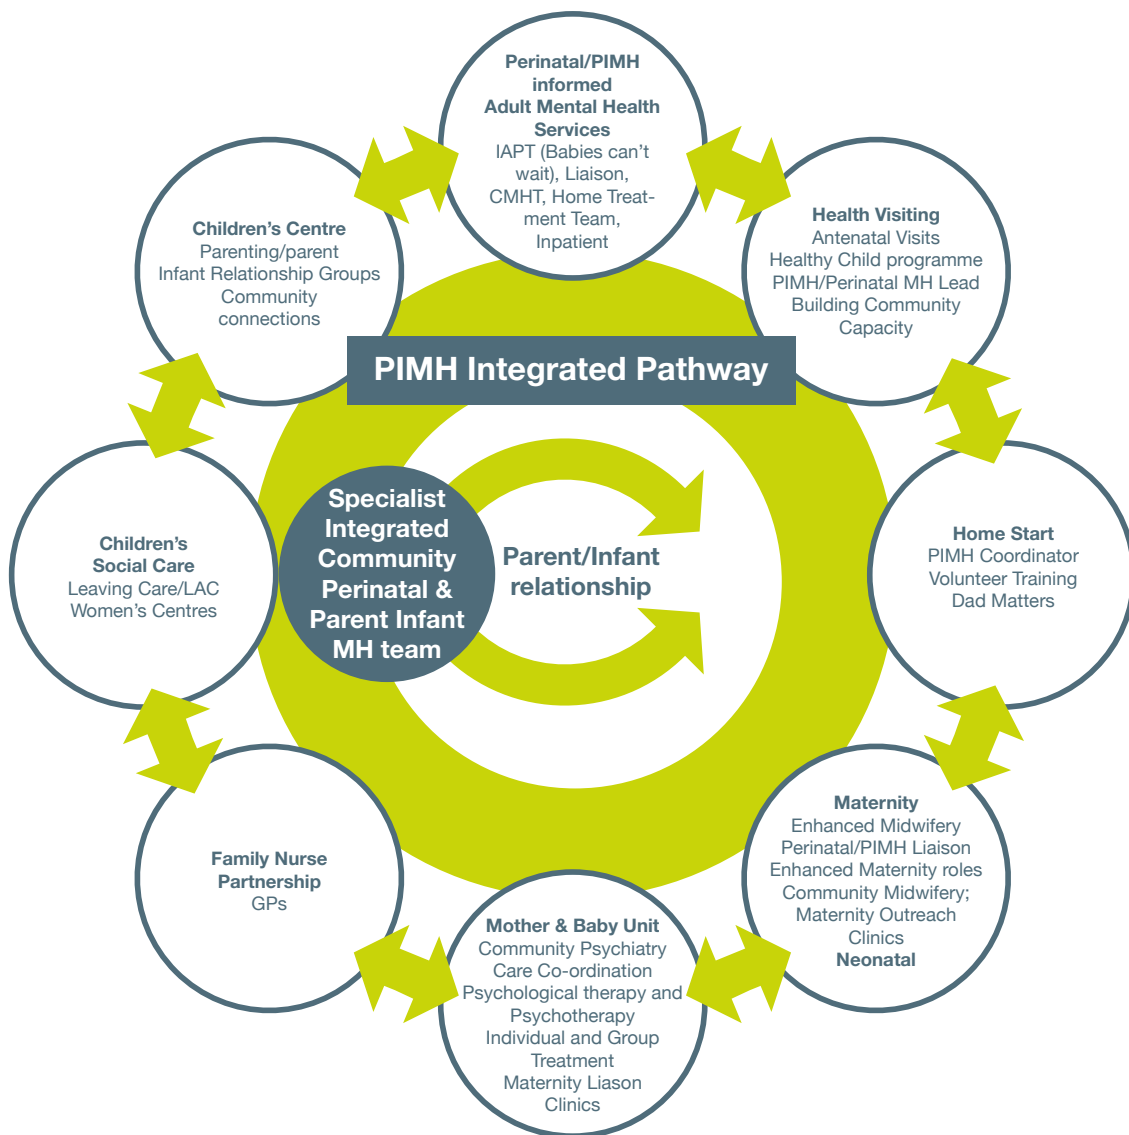 Perinatal/PIMH
informed
Adult Mental Health
Services
IAPT (Babies can't
wait), Liaison,
CMHT, Home Treat-
ment Team,
Inpatient
Health Visiting
Antenatal Visits
Healthy Child programme
PIMH/Perinatal MH Lead
Building Community
Capacity
Children's Centre
Parenting/parent
Infant Relationship Groups
Community
connections
PIMH Integrated Pathway
Specialist
Integrated
Community
Perinatal &
Parent Infant
MH team
Parent/Infant
relationship
Children's
Social Care
Leaving Care/LAC
Women's Centres
Home Start
PIMH Coordinator
Volunteer Training
Dad Matters
Family Nurse
Partnership
GPs
Maternity
Enhanced Midwifery
Perinatal/PIMH Liaison
Enhanced Maternity roles
Community Midwifery;
Maternity Outreach
Clinics
Neonatal
Mother & Baby Unit
Community Psychiatry
Care Co-ordination
Psychological therapy and
Psychotherapy
Individual and Group
Treatment
Maternity Liason
Clinics